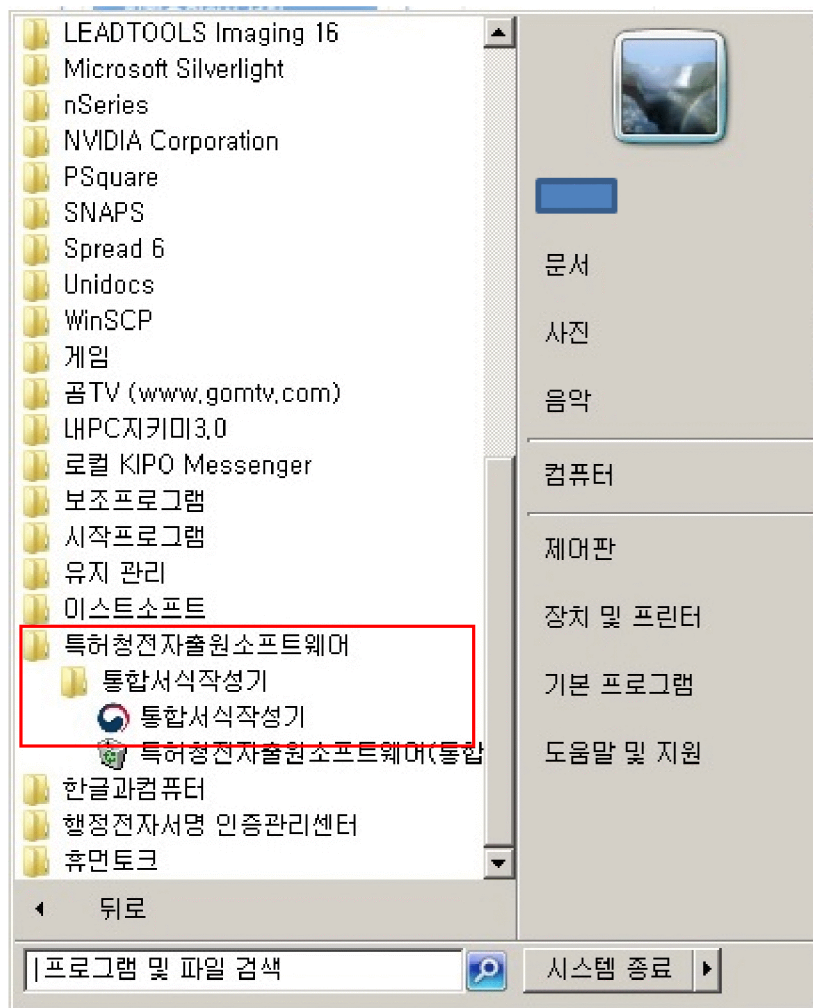 LEADTOOLS Imaging 16
Microsoft Silverlight
nSeries
NVIDIA Corporation
PSquare
SNAPS
Spread 6
Unidocs
WinSCP
게임
곰TV (www.gomtv.com)
내PC지키미3.0
로컬 KIPO Messenger
보조프로그램
시작프로그램
유지 관리
이스트소프트
특허청전자출원소프트웨어
통합서식작성기
통합서식작성기
특허청전자출원소프트웨어(통합
한글과컴퓨터
행정전자서명 인증관리센터
휴먼토크
뒤로
프로그램 및 파일 검색
문서
사진
음악
컴퓨터
제어판
장치 및 프린터
기본 프로그램
도움말 및 지원
시스템 종료